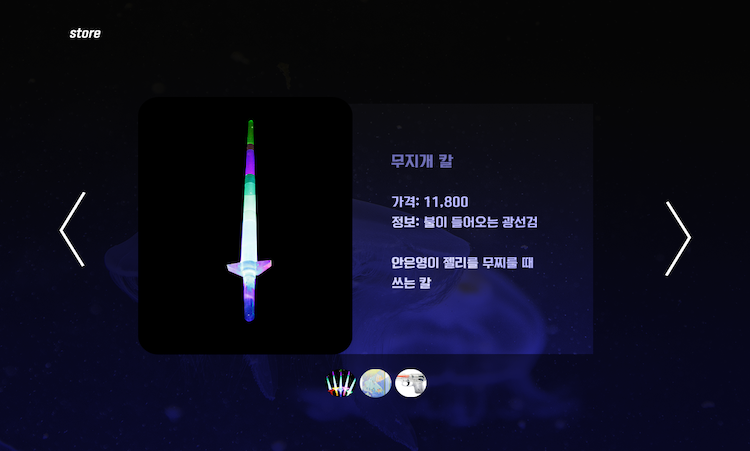 store
무지개 칼
가격: 11,800
정보: 불이 들어오는 광선검
안은영이 젤리를 무찌를 때
쓰는 칼